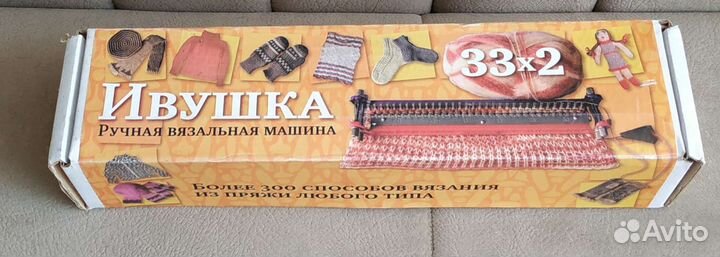 33x2
Ивушка
Ручная вязальная машина
Более 300 способов вязания
из пряжи любого типа
Avito